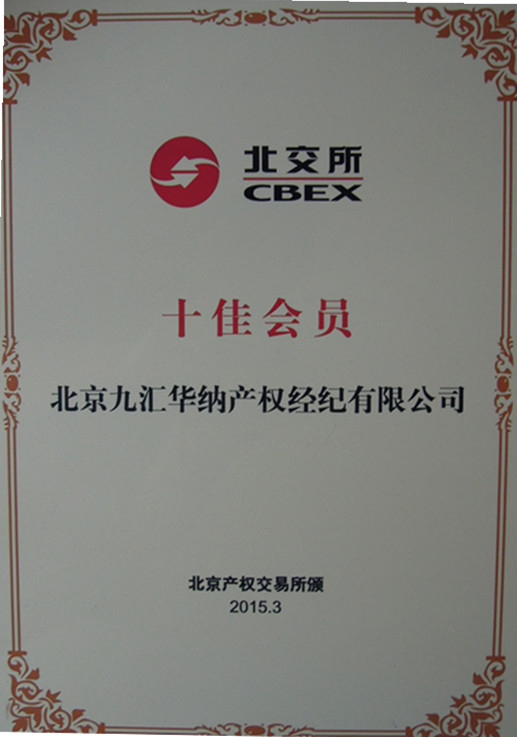 北交所
CBEX
十佳会员
北京九汇华纳产权经纪有限公司
北京产权交易所颁
2015.3